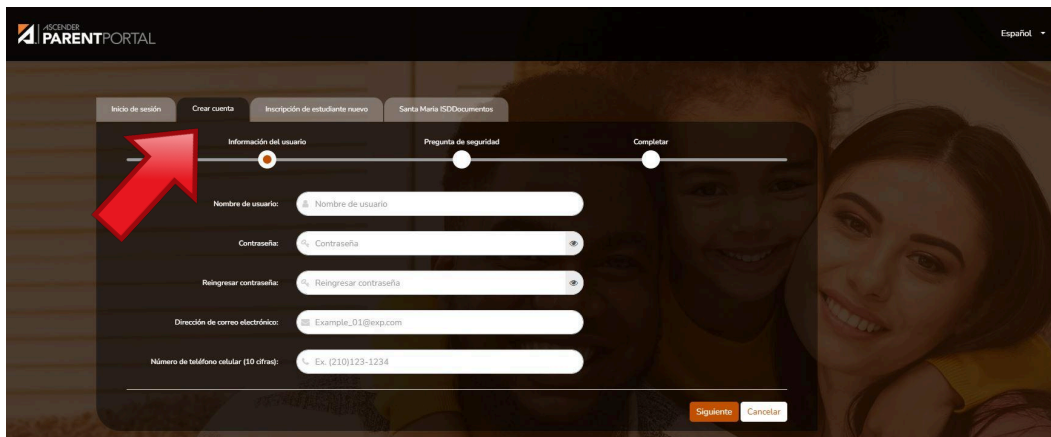 ASCENDER
PARENTPORTAL
Español
Inicio de sesión
Crear cuenta
Inscripción de estudiante nuevo
Santa Maria ISDDocumentos
Información del usuario
Pregunta de seguridad
Completar
Nombre de usuario: Nombre de usuario
Contraseña: Contraseña
Reingresar contraseña: Reingresar contraseña
Dirección de correo electrónico: Example_01@exp.com
Número de teléfono celular (10 cifras): Ex. (210)123-1234
Siguiente Cancelar